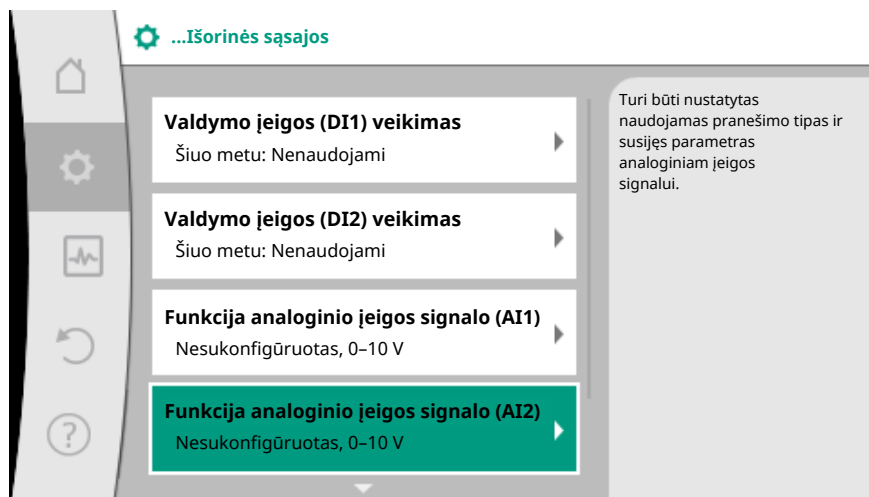 ...Išorinės sąsajos
Valdymo įeigos (DI1) veikimas
Šiuo metu: Nenaudojami
Valdymo įeigos (DI2) veikimas
Šiuo metu: Nenaudojami
Funkcija analoginio įeigos signalo (AI1)
Nesukonfigūruotas, 0–10 V
Funkcija analoginio įeigos signalo (AI2)
Nesukonfigūruotas, 0–10 V
Turi būti nustatytas
naudojamas pranešimo tipas ir
susijęs parametras
analoginiam įeigos
signalui.